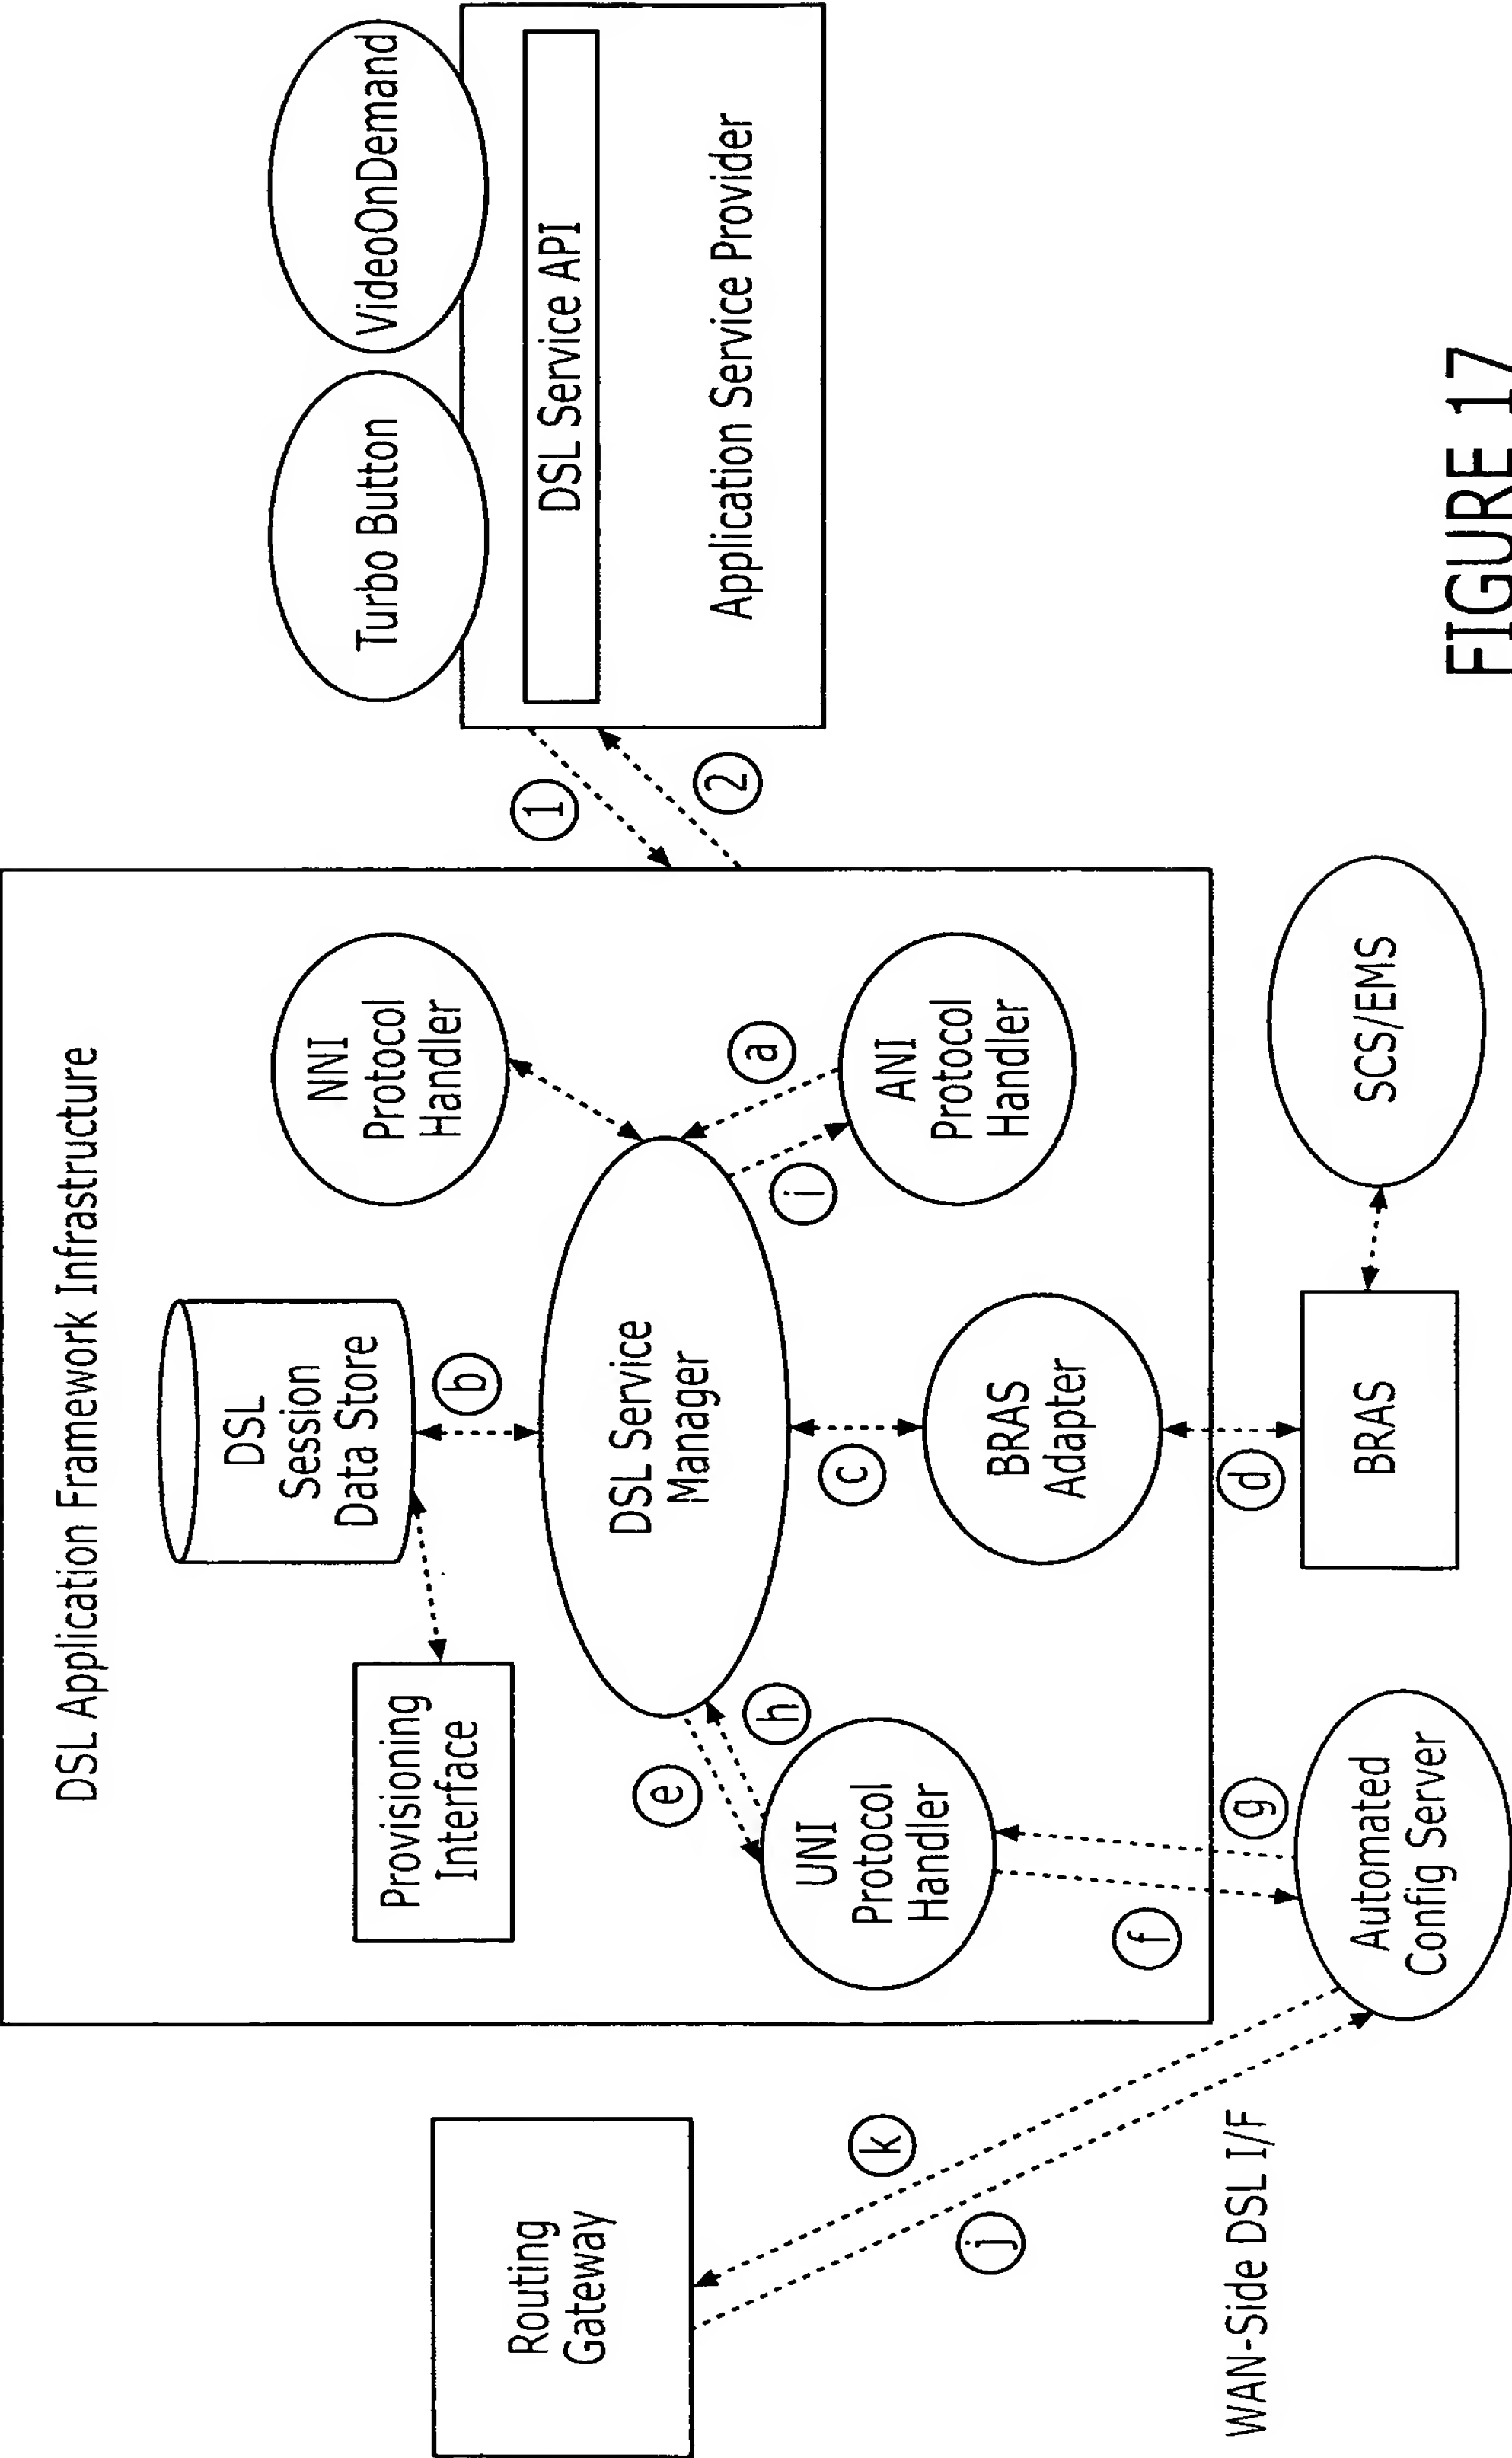 DSL Application Framework Infrastructure
Provisioning
Interface
DSL
Session
Data Store
NNI
Protocol
Handler
b
DSL Service
Manager
e
h
c
a
i
UNI
Protocol
Handler
BRAS
Adapter
ANI
Protocol
Handler
f
g
d
1
2
Turbo Button
VideoOnDemand
DSL Service API
Application Service Provider
Routing
Gateway
k
j
WAN-Side DSL I/F
Automated
Config Server
BRAS
SCS/EMS
FIGURE 17